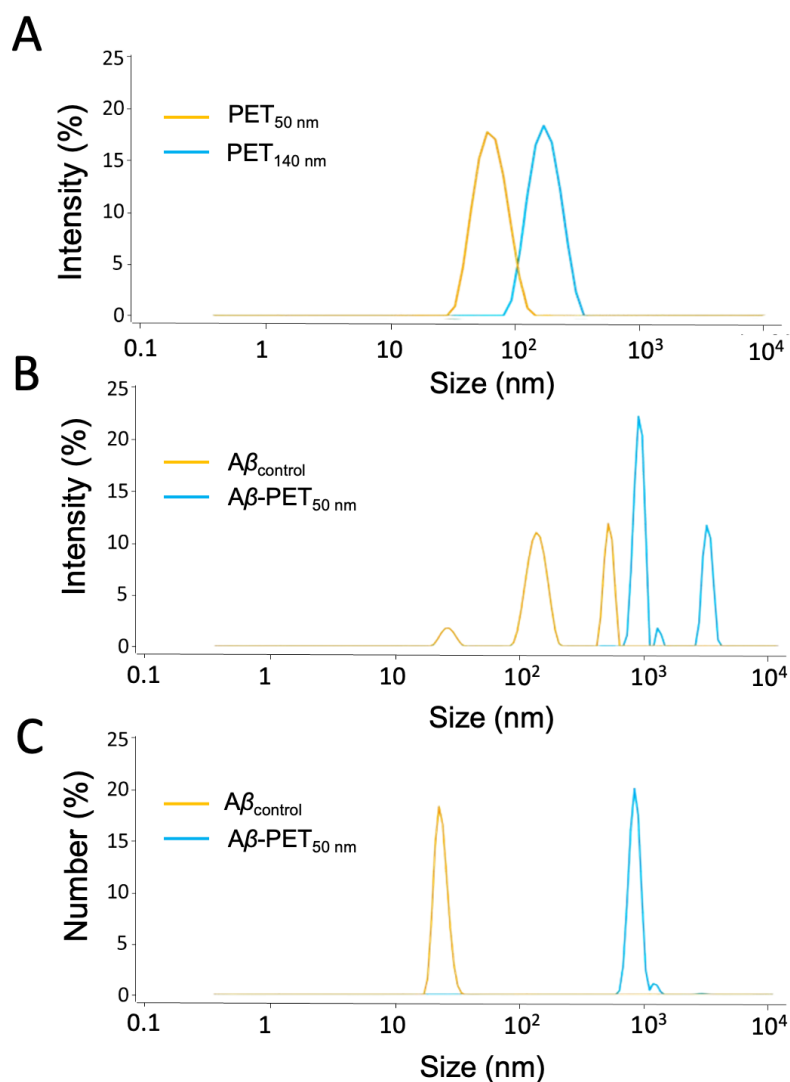 A
Intensity (%)
25
20
15
10
5
0
PET50 nm
PET140 nm
0.1 1 10 10² 10³ 10⁴
Size (nm)
B
Intensity (%)
25
20
15
10
5
0
Aβcontrol
Aβ-PET50 nm
0.1 1 10 10² 10³ 10⁴
Size (nm)
C
Number (%)
25
20
15
10
5
0
Aβcontrol
Aβ-PET50 nm
0.1 1 10 10² 10³ 10⁴
Size (nm)